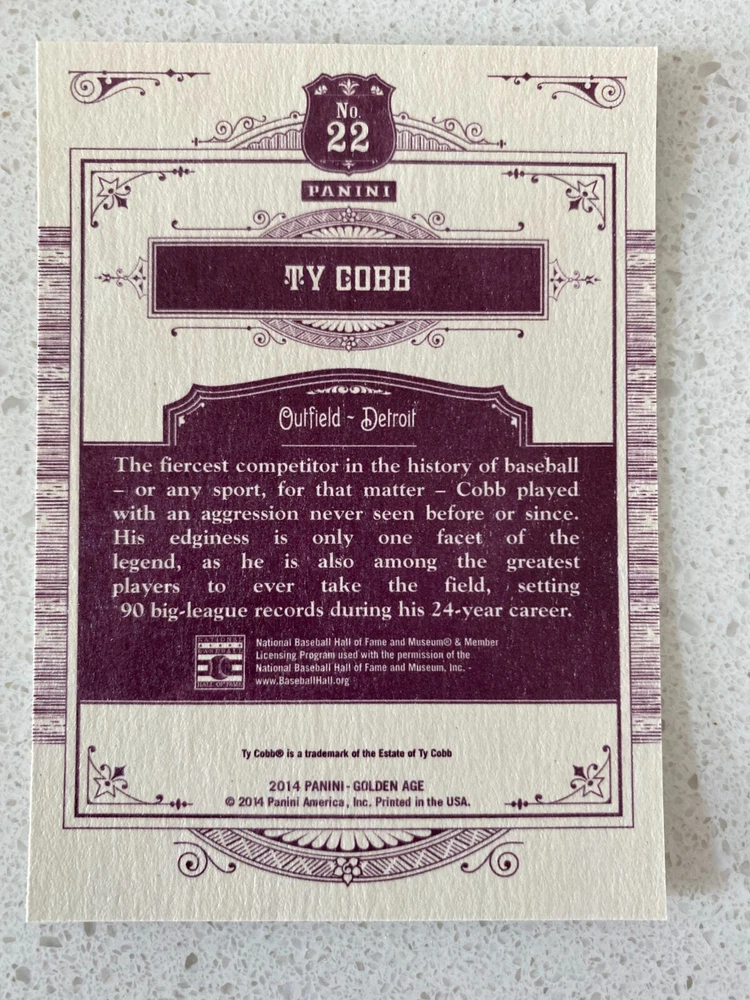 No.
22
PANINI
TY COBB
Outfield ~ Detroit
The fiercest competitor in the history of baseball
– or any sport, for that matter – Cobb played
with an aggression never seen before or since.
His edginess is only one facet of the
legend, as he is also among the greatest
players to ever take the field, setting
90 big-league records during his 24-year career.
NATIONAL
BASEBALL
HALL OF FAME
National Baseball Hall of Fame and Museum® & Member
Licensing Program used with the permission of the
National Baseball Hall of Fame and Museum, Inc. -
www.BaseballHall.org
Ty Cobb® is a trademark of the Estate of Ty Cobb
2014 PANINI - GOLDEN AGE
© 2014 Panini America, Inc. Printed in the USA.